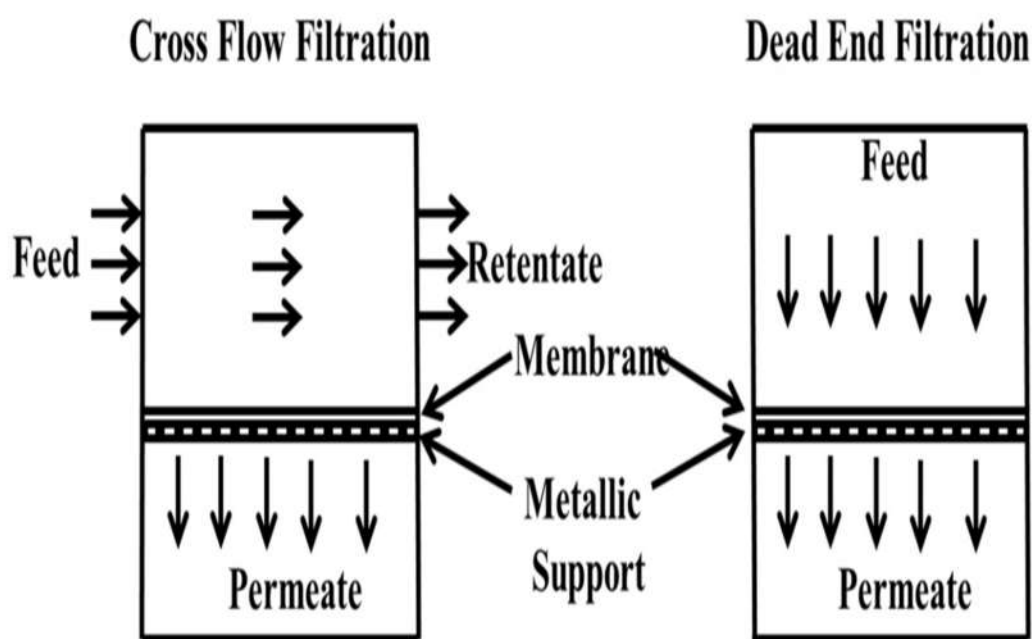 Cross Flow Filtration
Dead End Filtration
Feed
Feed
Retentate
Membrane
Metallic
Support
Permeate
Permeate